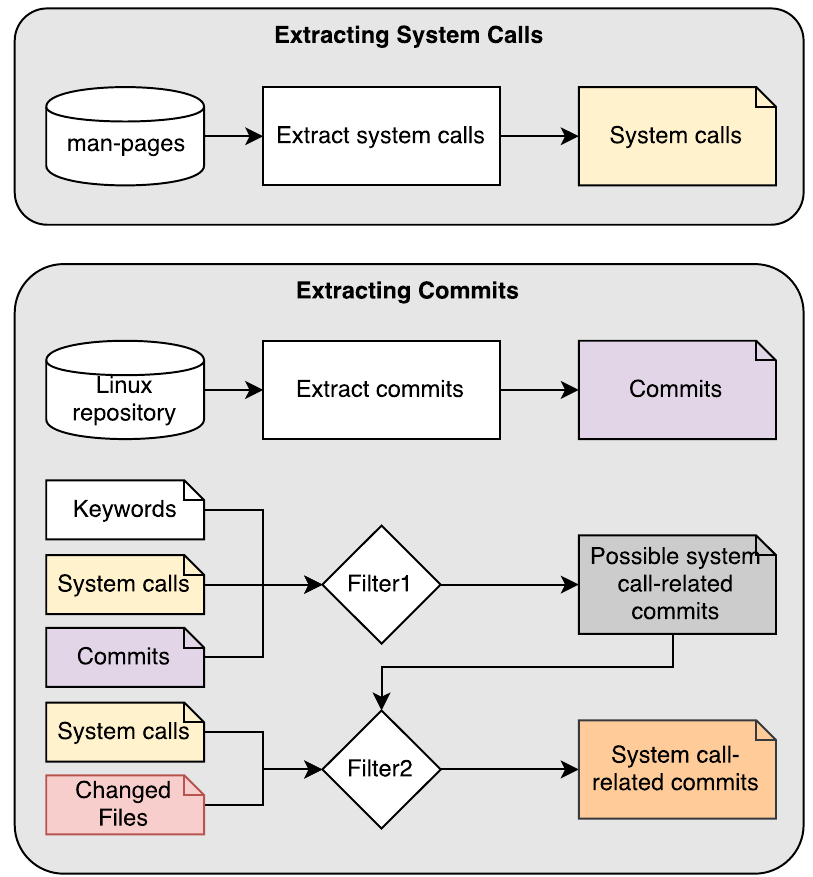 Extracting System Calls
man-pages
Extract system calls
System calls
Extracting Commits
Linux
repository
Extract commits
Commits
Keywords
System calls
Commits
Filter1
Possible system
call-related
commits
System calls
Changed
Files
Filter2
System call-
related commits